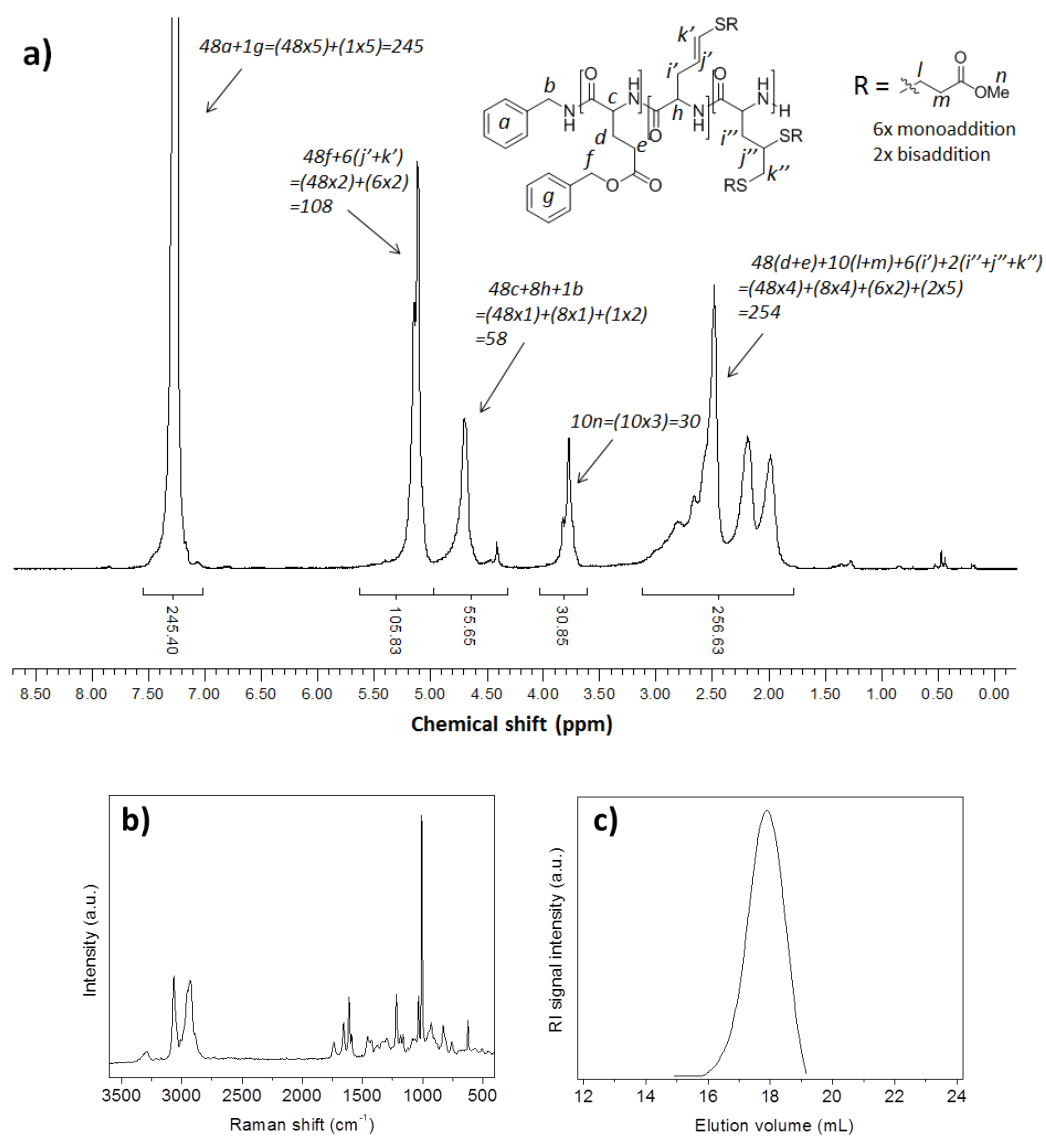 a)
48a+1g=(48x5)+(1x5)=245
48f+6(j'+k')
=(48x2)+(6x2)
=108
48c+8h+1b
=(48x1)+(8x1)+(1x2)
=58
10n=(10x3)=30
48(d+e)+10(l+m)+6(i')+2(i''+j''+k'')
=(48x4)+(8x4)+(6x2)+(2x5)
=254
SR
k'
j'
i'
O
b
c
H
N
O
H
N
a
N
H
d
e
O
h
N
H
O
i''
j''
SR
k''
RS
f
O
O
g
R =
l
m
O
OMe
n
6x monoaddition
2x bisaddition
245.40
105.83
55.65
30.85
256.63
8.50 8.00 7.50 7.00 6.50 6.00 5.50 5.00 4.50 4.00 3.50 3.00 2.50 2.00 1.50 1.00 0.50 0.00
Chemical shift (ppm)
b)
Intensity (a.u.)
3500 3000 2500 2000 1500 1000 500
Raman shift (cm⁻¹)
c)
RI signal intensity (a.u.)
12 14 16 18 20 22 24
Elution volume (mL)